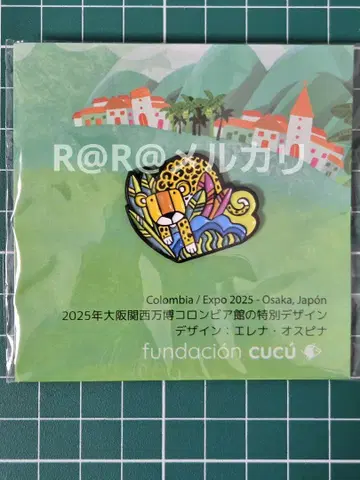 R@R@メルカリ
Colombia / Expo 2025 - Osaka, Japón
2025年大阪関西万博コロンビア館の特別デザイン
デザイン：エレナ・オスピナ
fundación cucú